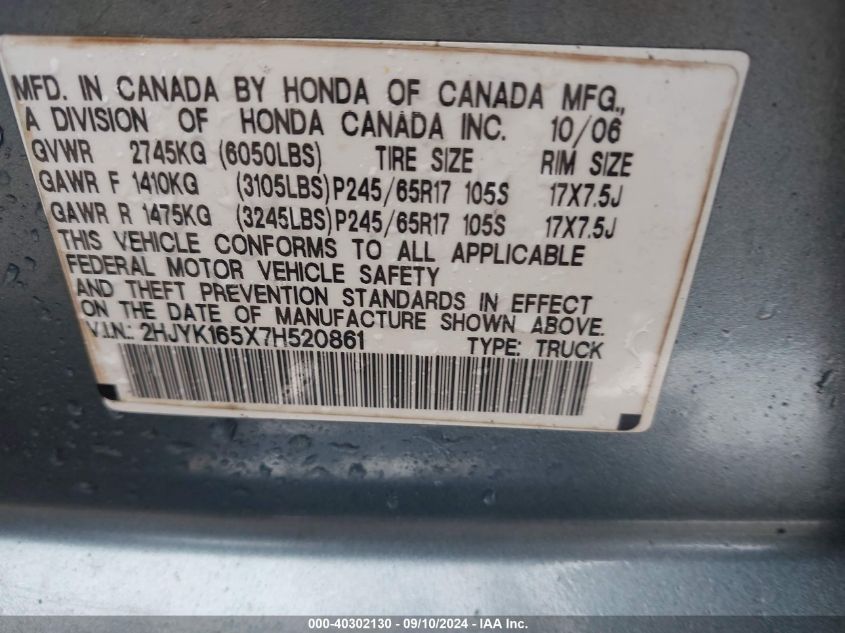 MFD. IN CANADA BY HONDA OF CANADA MFG.,
A DIVISION OF HONDA CANADA INC. 10/06
GVWR 2745KG (6050LBS) TIRE SIZE RIM SIZE
GAWR F 1410KG (3105LBS) P245/65R17 105S 17X7.5J
GAWR R 1475KG (3245LBS) P245/65R17 105S 17X7.5J
THIS VEHICLE CONFORMS TO ALL APPLICABLE
FEDERAL MOTOR VEHICLE SAFETY
AND THEFT PREVENTION STANDARDS IN EFFECT
ON THE DATE OF MANUFACTURE SHOWN ABOVE.
V.I.N.: 2HJYK165X7H520861 TYPE: TRUCK
000-40302130 - 09/10/2024 - IAA Inc.